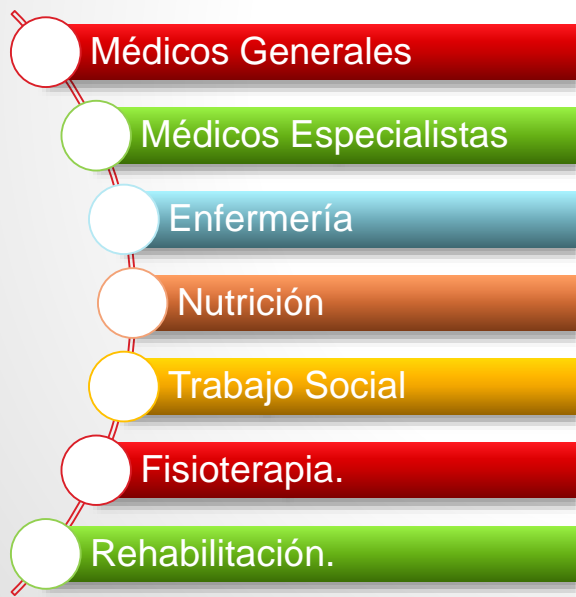 Médicos Generales
Médicos Especialistas
Enfermería
Nutrición
Trabajo Social
Fisioterapia.
Rehabilitación.